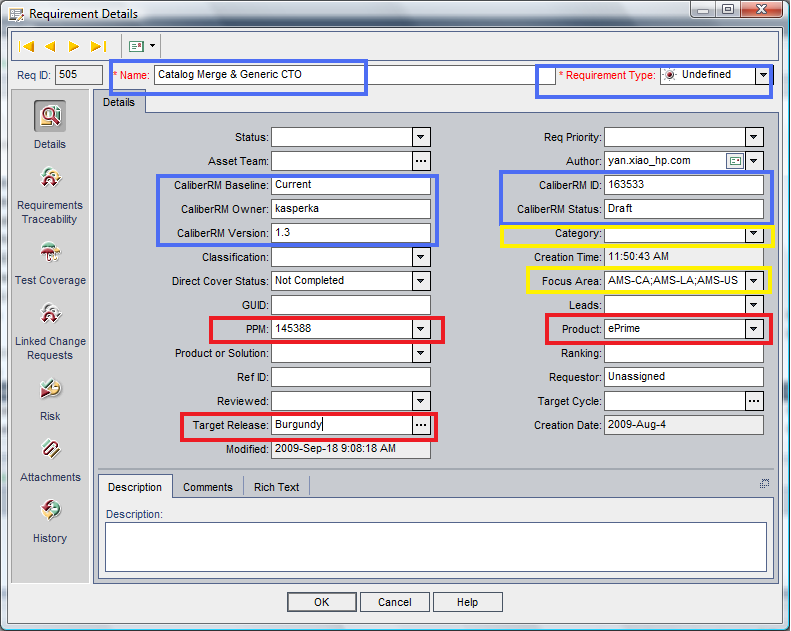 Requirement Details
Req ID: 505 * Name: Catalog Merge & Generic CTO * Requirement Type: Undefined
Details
Status: Req Priority:
Asset Team: ... Author: yan.xiao_hp.com
CaliberRM Baseline: Current CaliberRM ID: 163533
CaliberRM Owner: kasperka CaliberRM Status: Draft
CaliberRM Version: 1.3 Category:
Classification: Creation Time: 11:50:43 AM
Direct Cover Status: Not Completed Focus Area: AMS-CA;AMS-LA;AMS-US
GUID: Leads:
PPM: 145388 Product: ePrime
Product or Solution: Ranking:
Ref ID: Requestor: Unassigned
Reviewed: Target Cycle: ...
Target Release: Burgundy ... Creation Date: 2009-Aug-4
Modified: 2009-Sep-18 9:08:18 AM
Details
Requirements
Traceability
Test Coverage
Linked Change
Requests
Risk
Attachments
History
Description Comments Rich Text
Description:
OK Cancel Help